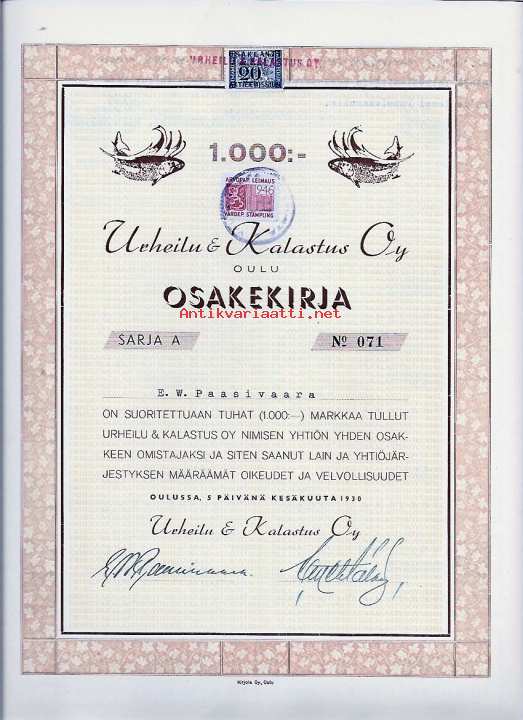 URHEILU & KALASTUS OY
20
1.000:-
ARVOPAP. LEIMAUS
1946
VÄRDEP. STÄMPLING
Urheilu & Kalastus Oy
OULU
OSAKEKIRJA
Antikvariaatti.net
SARJA A
No 071
E. W. Paasivaara
ON SUORITETTUAAN TUHAT (1.000:—) MARKKAA TULLUT
URHEILU & KALASTUS OY NIMISEN YHTIÖN YHDEN OSAK-
KEEN OMISTAJAKSI JA SITEN SAANUT LAIN JA YHTIÖJÄR-
JESTYKSEN MÄÄRÄÄMÄT OIKEUDET JA VELVOLLISUUDET
OULUSSA, 5 PÄIVÄNÄ KESÄKUUTA 1930
Urheilu & Kalastus Oy
Kirjola Oy, Oulu